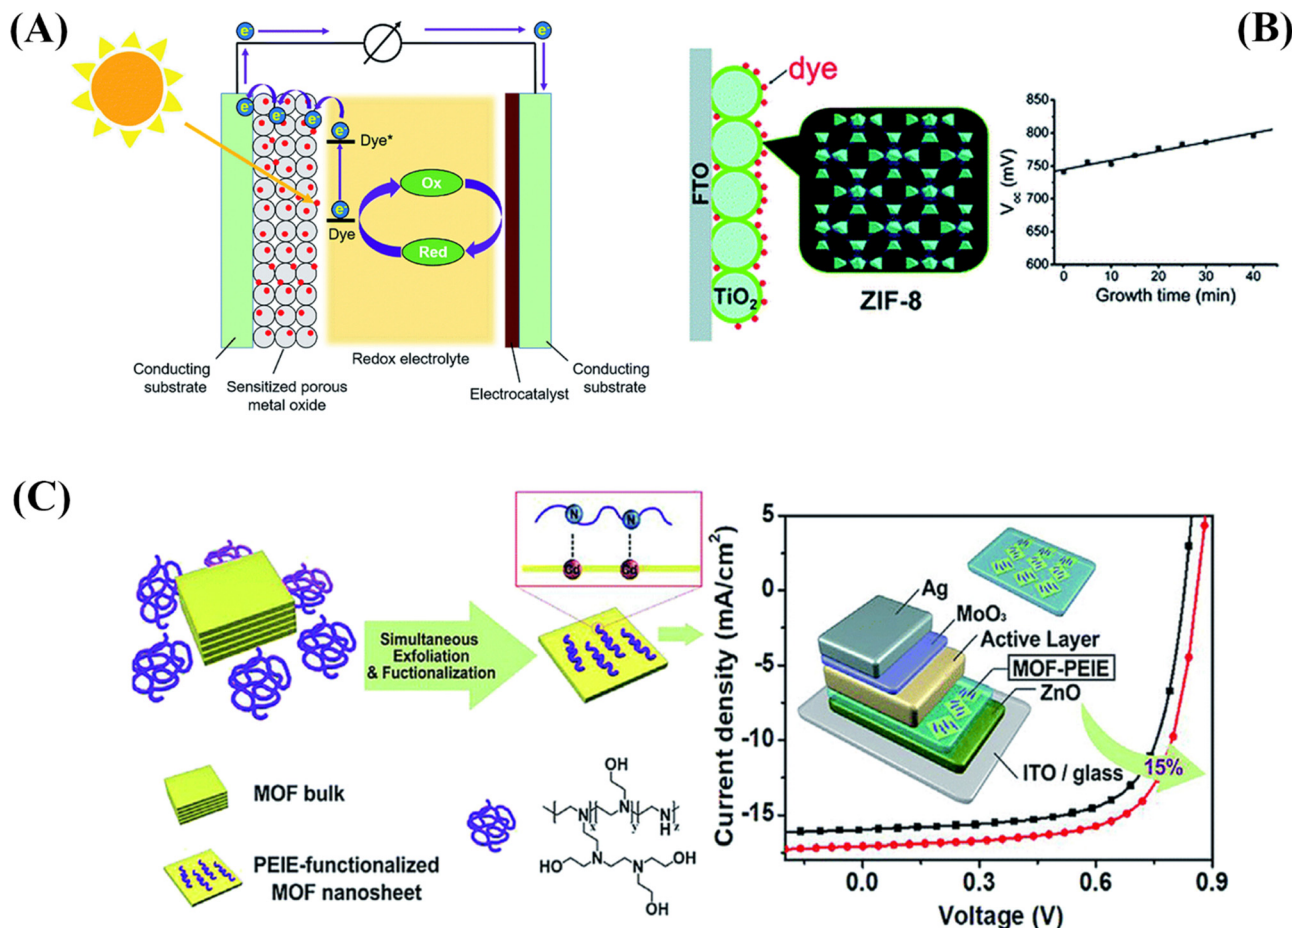 (A)
e-
e-
e-
e-
e-
e-
Dye*
e-
Dye
Ox
Red
Conducting
substrate
Sensitized porous
metal oxide
Redox electrolyte
Electrocatalyst
Conducting
substrate
(B)
FTO
dye
TiO₂
ZIF-8
Voc (mV)
850
800
750
700
650
600
0
10
20
30
40
Growth time (min)
(C)
N
N
Cd
Cd
Simultaneous
Exfoliation
& Fuctionalization
MOF bulk
PEIE-functionalized
MOF nanosheet
OH
N
x
N
y
N
H
z
N
HO
N
OH
OH
Current density (mA/cm²)
5
0
-5
-10
-15
Ag
MoO₃
Active Layer
MOF-PEIE
ZnO
ITO / glass
15%
0.0
0.3
0.6
0.9
Voltage (V)